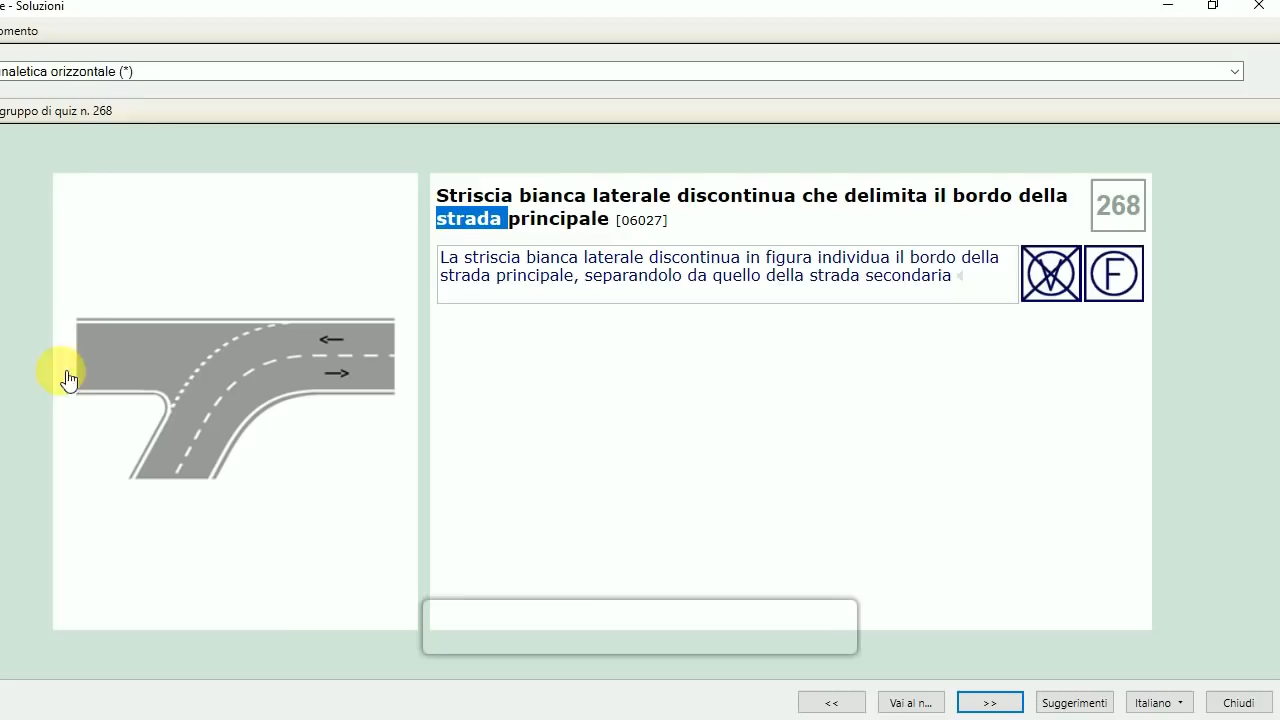 e - Soluzioni
omento
naletica orizzontale (*)
gruppo di quiz n. 268
Striscia bianca laterale discontinua che delimita il bordo della
strada principale [06027]
268
La striscia bianca laterale discontinua in figura individua il bordo della
strada principale, separandolo da quello della strada secondaria
V
F
<<
Vai al n...
>>
Suggerimenti
Italiano
Chiudi